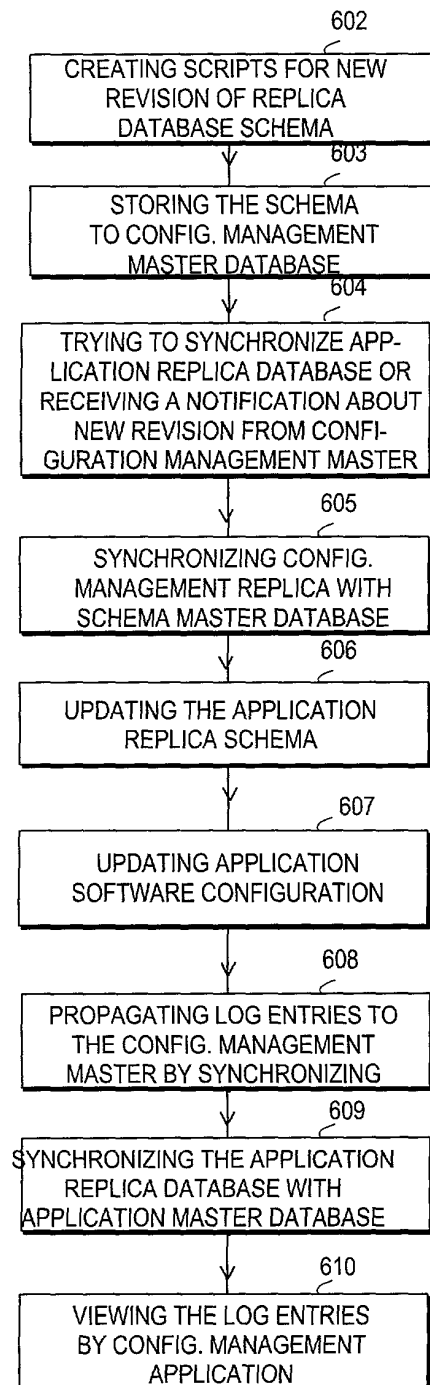 602
CREATING SCRIPTS FOR NEW
REVISION OF REPLICA
DATABASE SCHEMA
603
STORING THE SCHEMA
TO CONFIG. MANAGEMENT
MASTER DATABASE
604
TRYING TO SYNCHRONIZE APP-
LICATION REPLICA DATABASE OR
RECEIVING A NOTIFICATION ABOUT
NEW REVISION FROM CONFI-
GURATION MANAGEMENT MASTER
605
SYNCHRONIZING CONFIG.
MANAGEMENT REPLICA WITH
SCHEMA MASTER DATABASE
606
UPDATING THE APPLICATION
REPLICA SCHEMA
607
UPDATING APPLICATION
SOFTWARE CONFIGURATION
608
PROPAGATING LOG ENTRIES TO
THE CONFIG. MANAGEMENT
MASTER BY SYNCHRONIZING
609
SYNCHRONIZING THE APPLICATION
REPLICA DATABASE WITH
APPLICATION MASTER DATABASE
610
VIEWING THE LOG ENTRIES
BY CONFIG. MANAGEMENT
APPLICATION